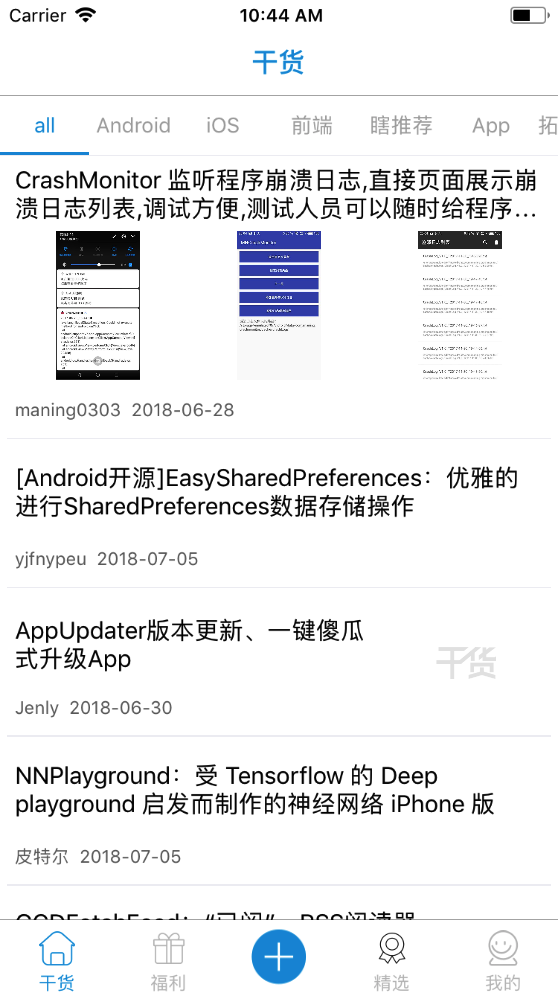 Carrier 10:44 AM
干货
all Android iOS 前端 瞎推荐 App 拓
CrashMonitor 监听程序崩溃日志,直接页面展示崩
溃日志列表,调试方便,测试人员可以随时给程序...
maning0303 2018-06-28
[Android开源]EasySharedPreferences：优雅的
进行SharedPreferences数据存储操作
yjfnypeu 2018-07-05
AppUpdater版本更新、一键傻瓜
式升级App
干货
Jenly 2018-06-30
NNPlayground：受 Tensorflow 的 Deep
playground 启发而制作的神经网络 iPhone 版
皮特尔 2018-07-05
干货 福利 精选 我的